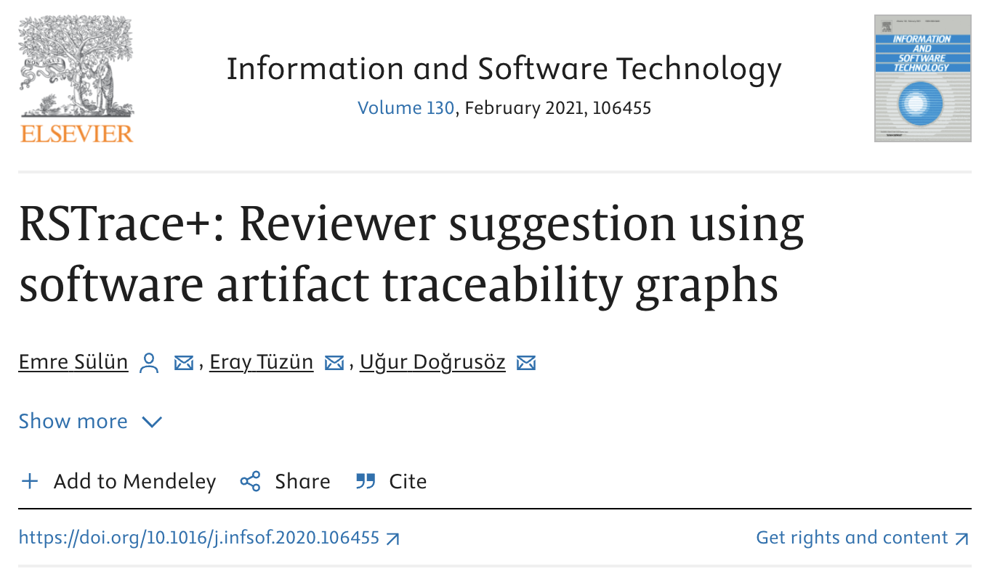 ELSEVIER
Information and Software Technology
Volume 130, February 2021, 106455
INFORMATION
AND
SOFTWARE
TECHNOLOGY
RSTrace+: Reviewer suggestion using
software artifact traceability graphs
Emre Sülün , Eray Tüzün , Uğur Doğrusöz
Show more
Add to Mendeley Share Cite
https://doi.org/10.1016/j.infsof.2020.106455 Get rights and content